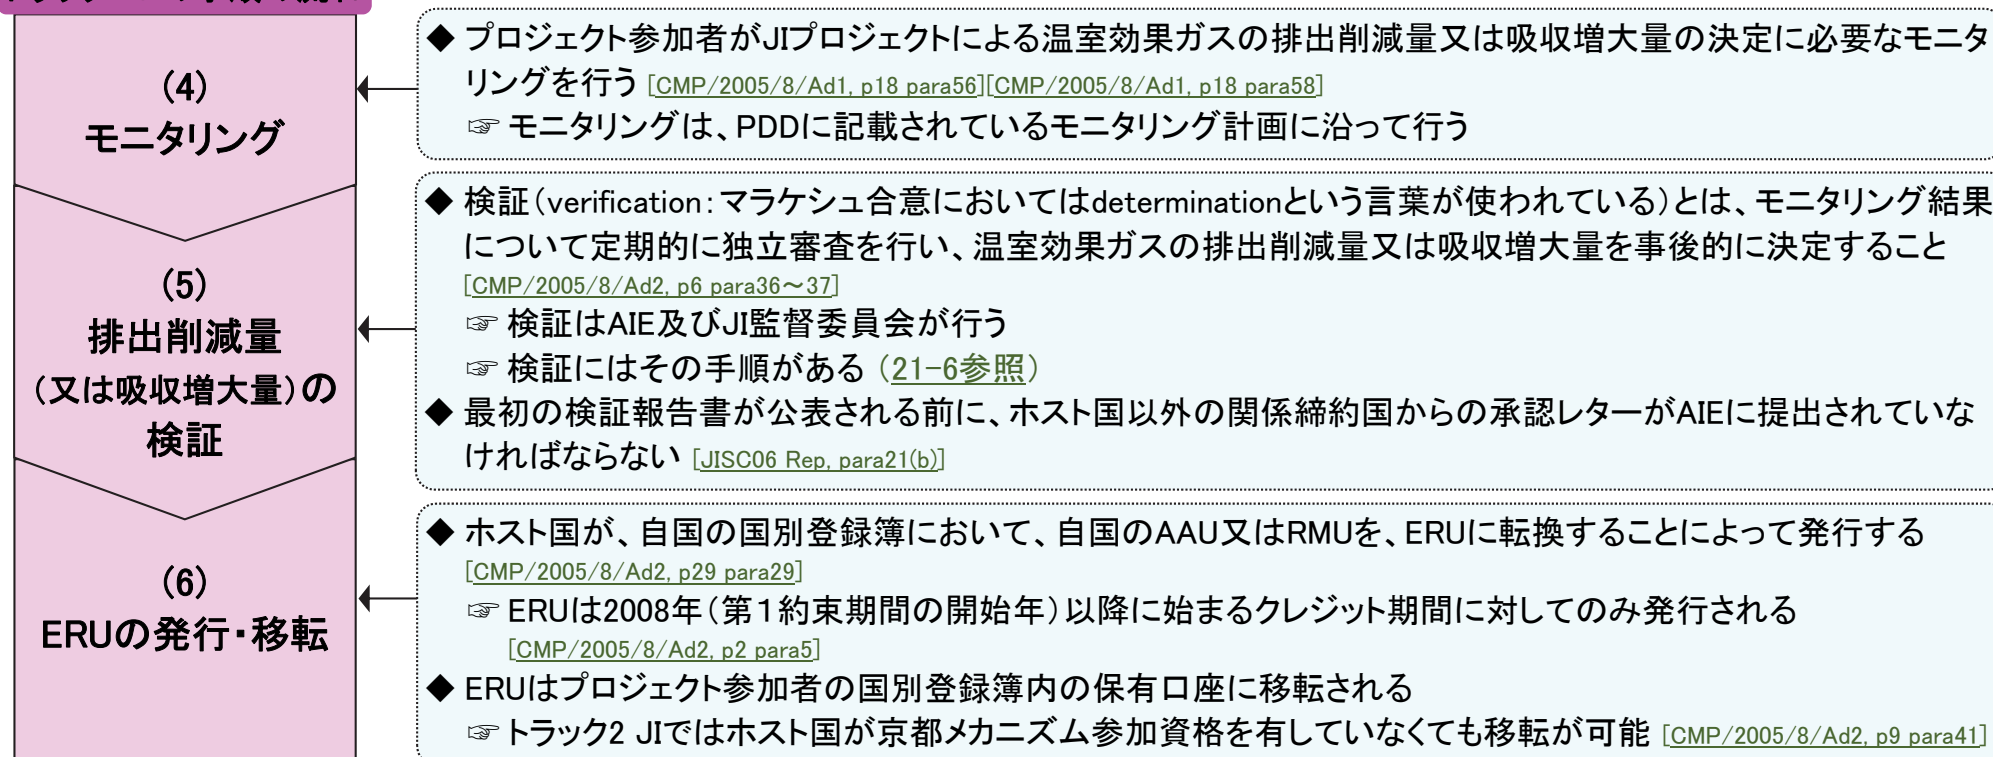 (4)
モニタリング
◆ プロジェクト参加者がJIプロジェクトによる温室効果ガスの排出削減量又は吸収増大量の決定に必要なモニタ
リングを行う [CMP/2005/8/Ad1, p18 para56][CMP/2005/8/Ad1, p18 para58]
☞ モニタリングは、PDDに記載されているモニタリング計画に沿って行う
(5)
排出削減量
(又は吸収増大量)の
検証
◆ 検証(verification:マラケシュ合意においてはdeterminationという言葉が使われている)とは、モニタリング結果
について定期的に独立審査を行い、温室効果ガスの排出削減量又は吸収増大量を事後的に決定すること
[CMP/2005/8/Ad2, p6 para36~37]
☞ 検証はAIE及びJI監督委員会が行う
☞ 検証にはその手順がある (21-6参照)
◆ 最初の検証報告書が公表される前に、ホスト国以外の関係締約国からの承認レターがAIEに提出されていな
ければならない [JISC06 Rep, para21(b)]
(6)
ERUの発行・移転
◆ ホスト国が、自国の国別登録簿において、自国のAAU又はRMUを、ERUに転換することによって発行する
[CMP/2005/8/Ad2, p29 para29]
☞ ERUは2008年(第1約束期間の開始年)以降に始まるクレジット期間に対してのみ発行される
[CMP/2005/8/Ad2, p2 para5]
◆ ERUはプロジェクト参加者の国別登録簿内の保有口座に移転される
☞ トラック2 JIではホスト国が京都メカニズム参加資格を有していなくても移転が可能 [CMP/2005/8/Ad2, p9 para41]